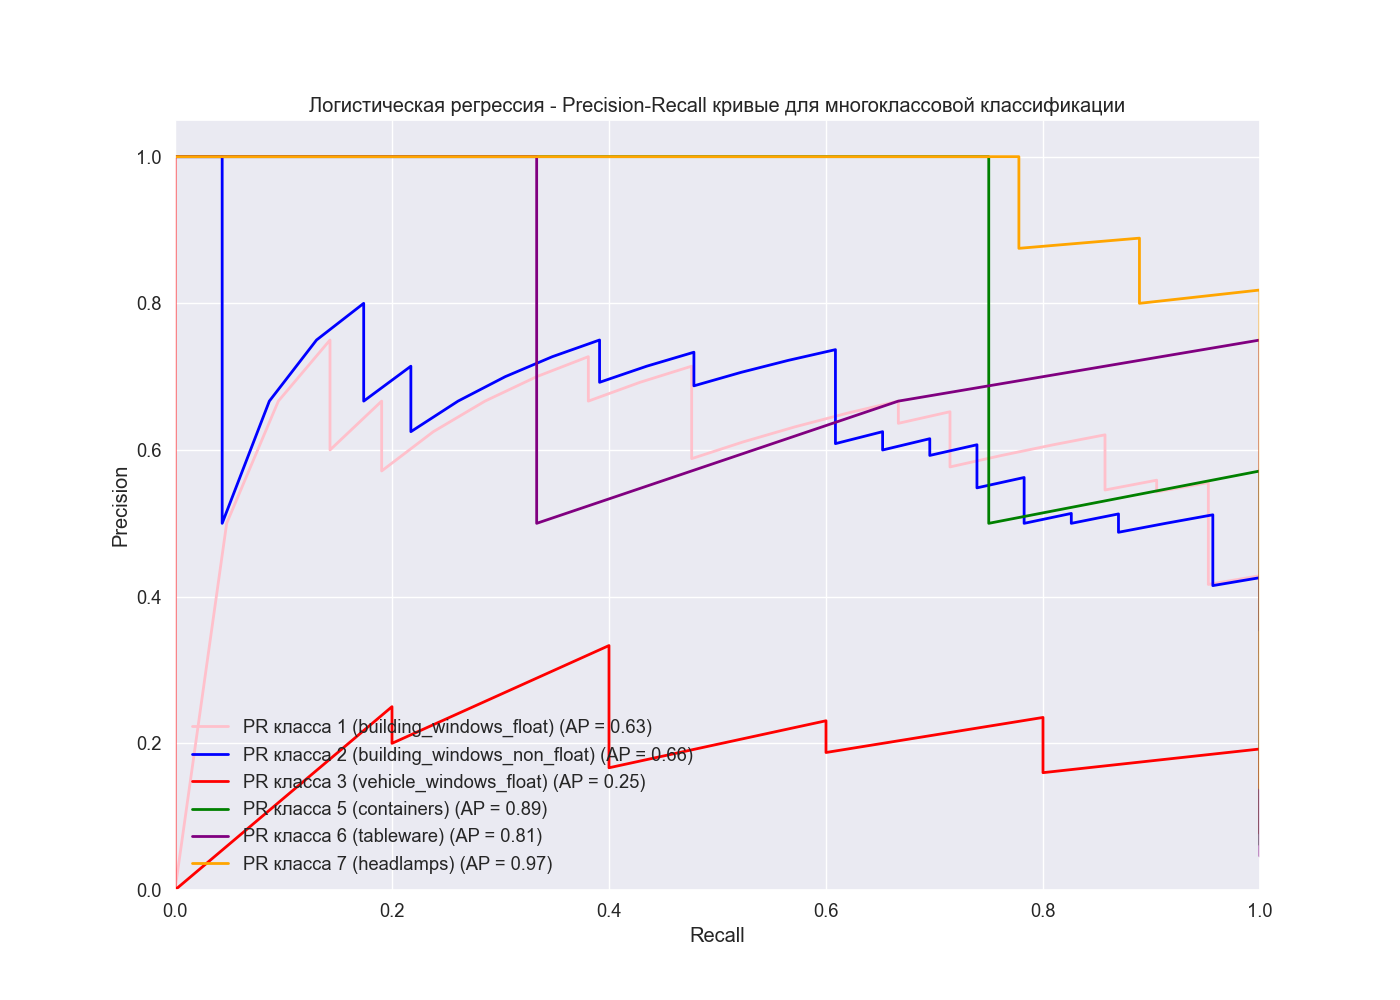 Логистическая регрессия - Precision-Recall кривые для многоклассовой классификации
1.0
0.8
0.6
0.4
0.2
0.0
Precision
PR класса 1 (building_windows_float) (AP = 0.63)
PR класса 2 (building_windows_non_float) (AP = 0.66)
PR класса 3 (vehicle_windows_float) (AP = 0.25)
PR класса 5 (containers) (AP = 0.89)
PR класса 6 (tableware) (AP = 0.81)
PR класса 7 (headlamps) (AP = 0.97)
0.0 0.2 0.4 0.6 0.8 1.0
Recall